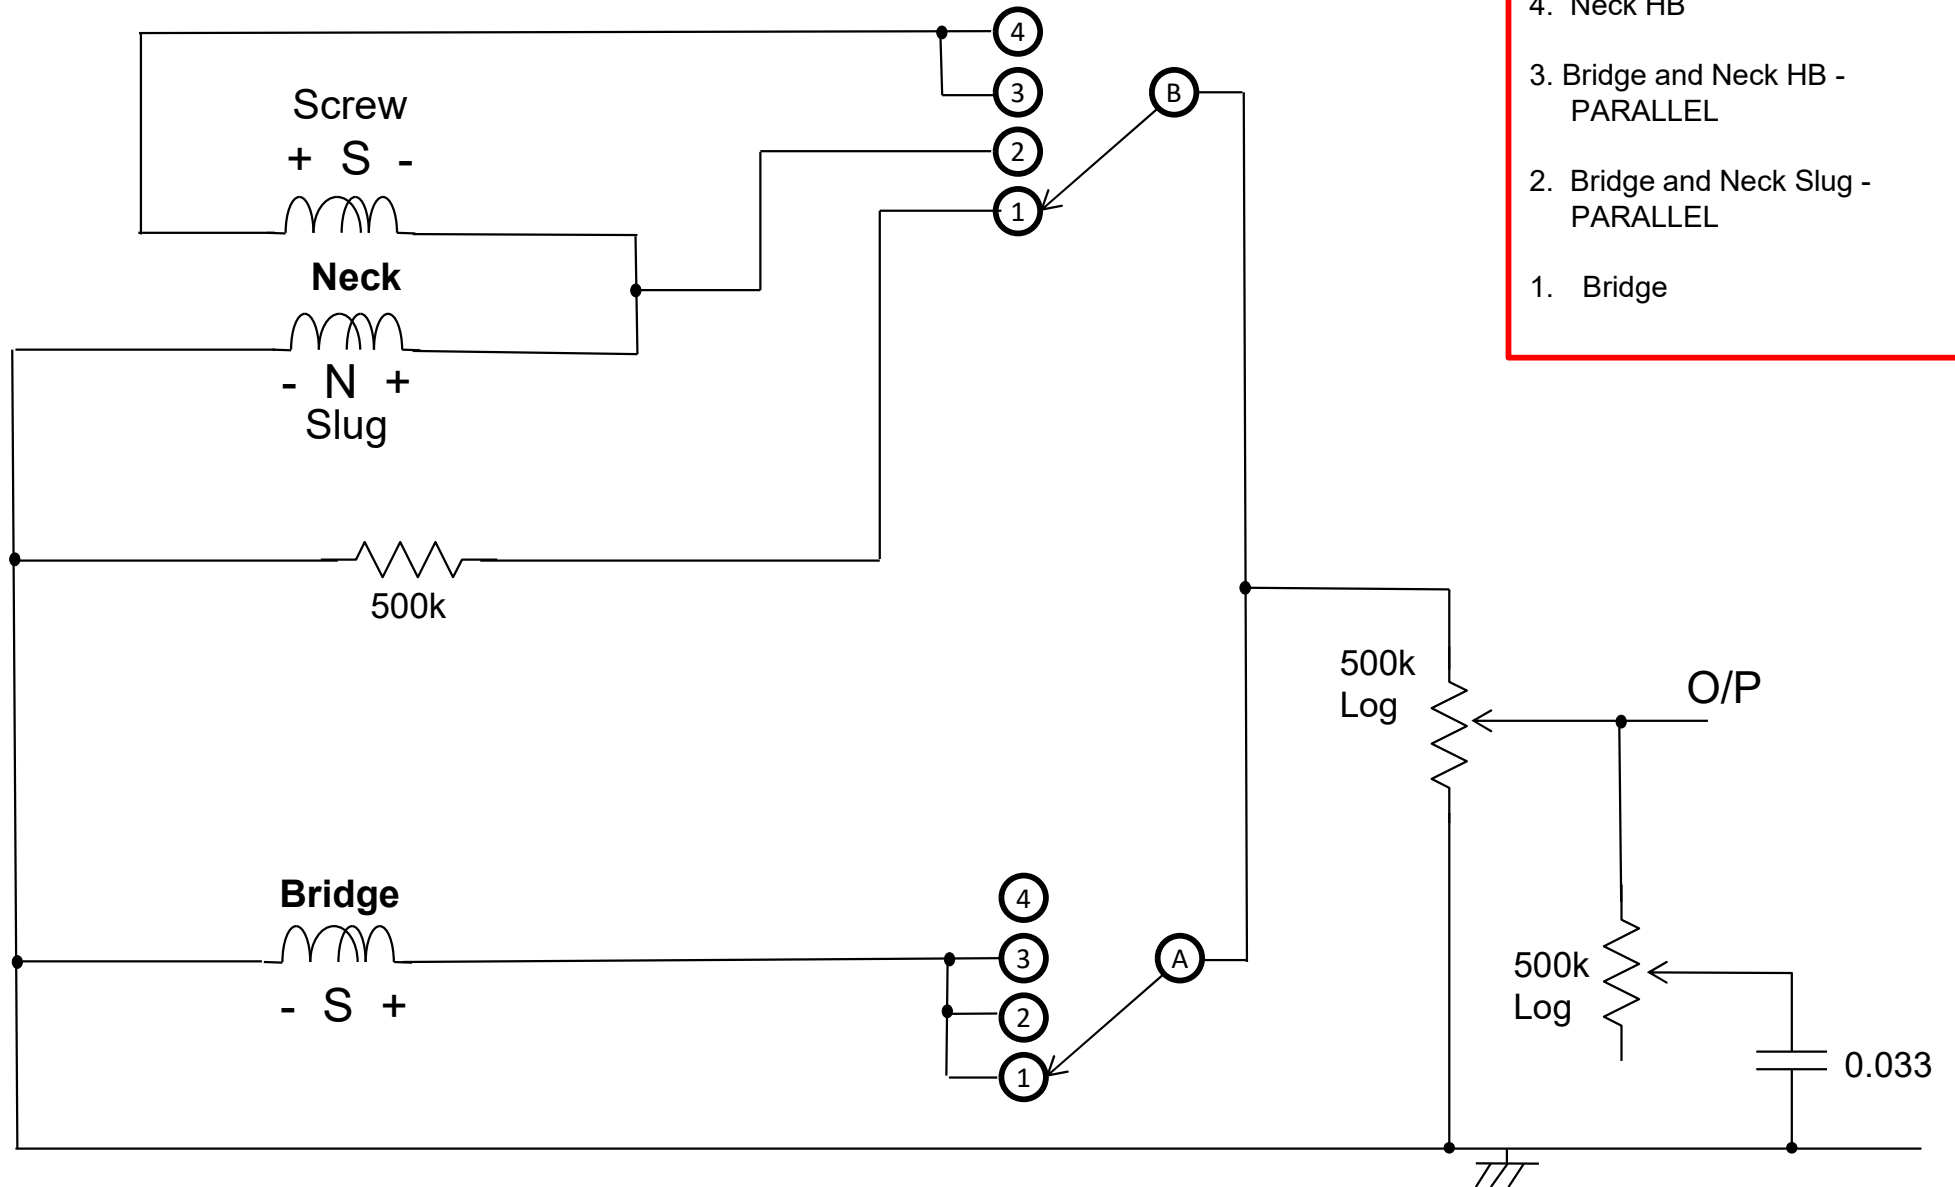 4
3
2
1
B
Screw
+ S -
Neck
- N +
Slug
500k
Bridge
- S +
4
3
2
1
A
500k
Log
O/P
500k
Log
0.033
4. Neck HB
3. Bridge and Neck HB -
PARALLEL
2. Bridge and Neck Slug -
PARALLEL
1. Bridge